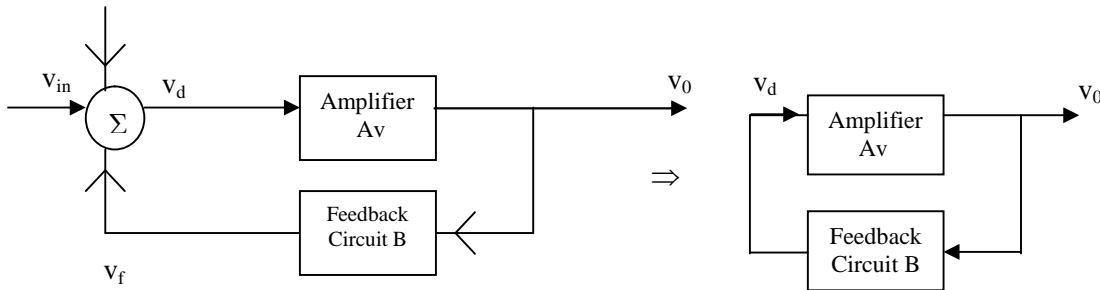 v_in
v_d
Σ
Amplifier
Av
v_0
Feedback
Circuit B
v_f
⇒
v_d
Amplifier
Av
v_0
Feedback
Circuit B